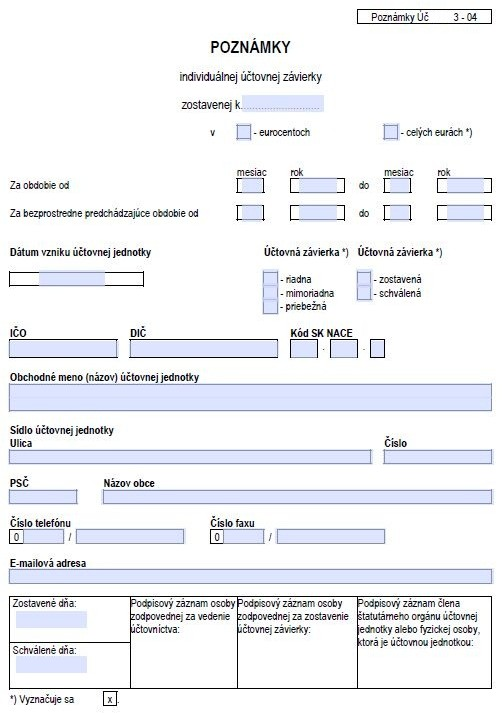 Poznámky Úč 3 - 04
POZNÁMKY
individuálnej účtovnej závierky
zostavenej k............................
v - eurocentoch - celých eurách *)
mesiac rok mesiac rok
Za obdobie od do
Za bezprostredne predchádzajúce obdobie od do
Dátum vzniku účtovnej jednotky Účtovná závierka *) Účtovná závierka *)
- riadna - zostavená
- mimoriadna - schválená
- priebežná
IČO DIČ Kód SK NACE
. .
Obchodné meno (názov) účtovnej jednotky
Sídlo účtovnej jednotky
Ulica Číslo
PSČ Názov obce
Číslo telefónu Číslo faxu
0 / 0 /
E-mailová adresa
Zostavené dňa: Podpisový záznam osoby Podpisový záznam osoby Podpisový záznam člena
zodpovednej za vedenie zodpovednej za zostavenie štatutárneho orgánu účtovnej
účtovníctva: účtovnej závierky: jednotky alebo fyzickej osoby,
ktorá je účtovnou jednotkou:
Schválené dňa:
*) Vyznačuje sa x .